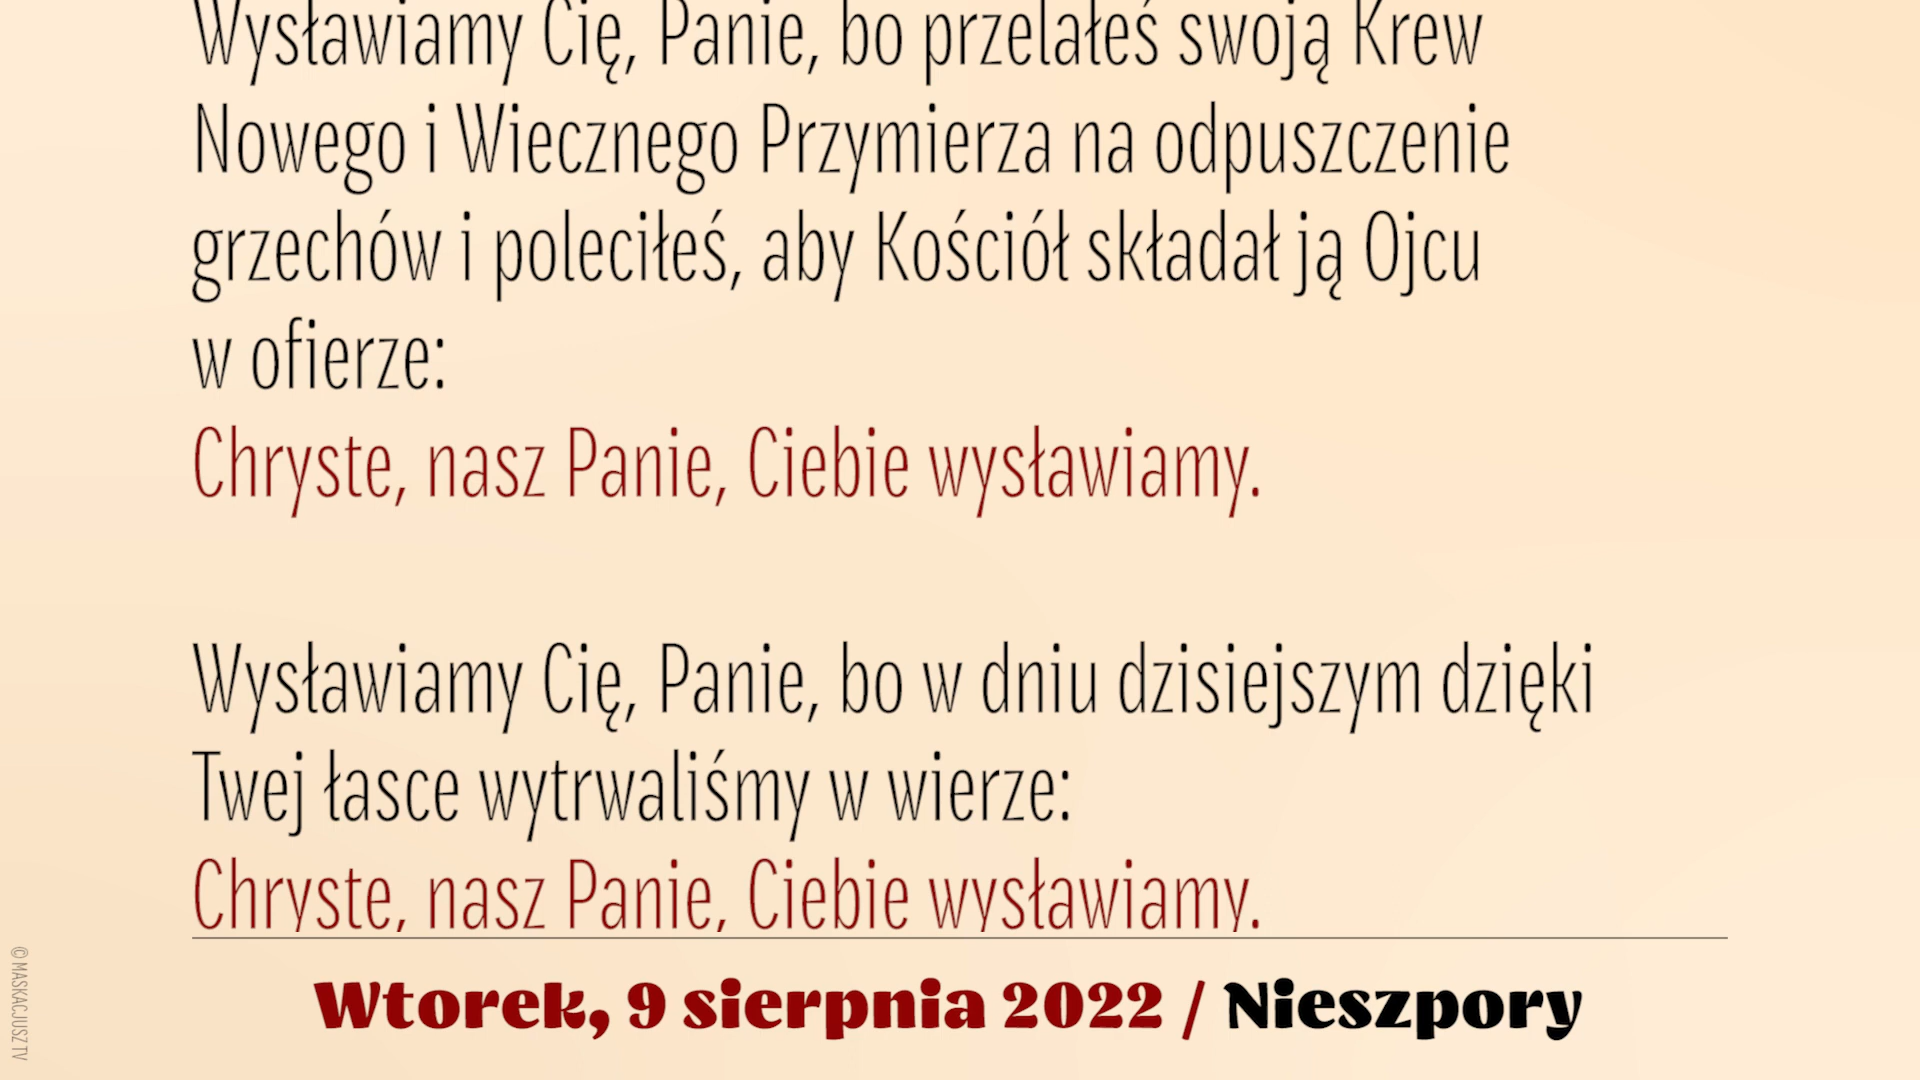 Wysławiamy Cię, Panie, bo przelałeś swoją Krew
Nowego i Wiecznego Przymierza na odpuszczenie
grzechów i poleciłeś, aby Kościół składał ją Ojcu
w ofierze:
Chryste, nasz Panie, Ciebie wysławiamy.
Wysławiamy Cię, Panie, bo w dniu dzisiejszym dzięki
Twej łasce wytrwaliśmy w wierze:
Chryste, nasz Panie, Ciebie wysławiamy.
Wtorek, 9 sierpnia 2022 / Nieszpory
© MASKACJUSZ TV